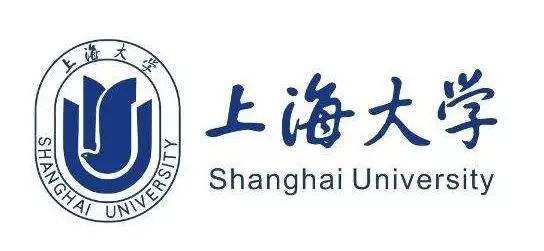 上海大学
SHANGHAI UNIVERSITY
上海大学
Shanghai University